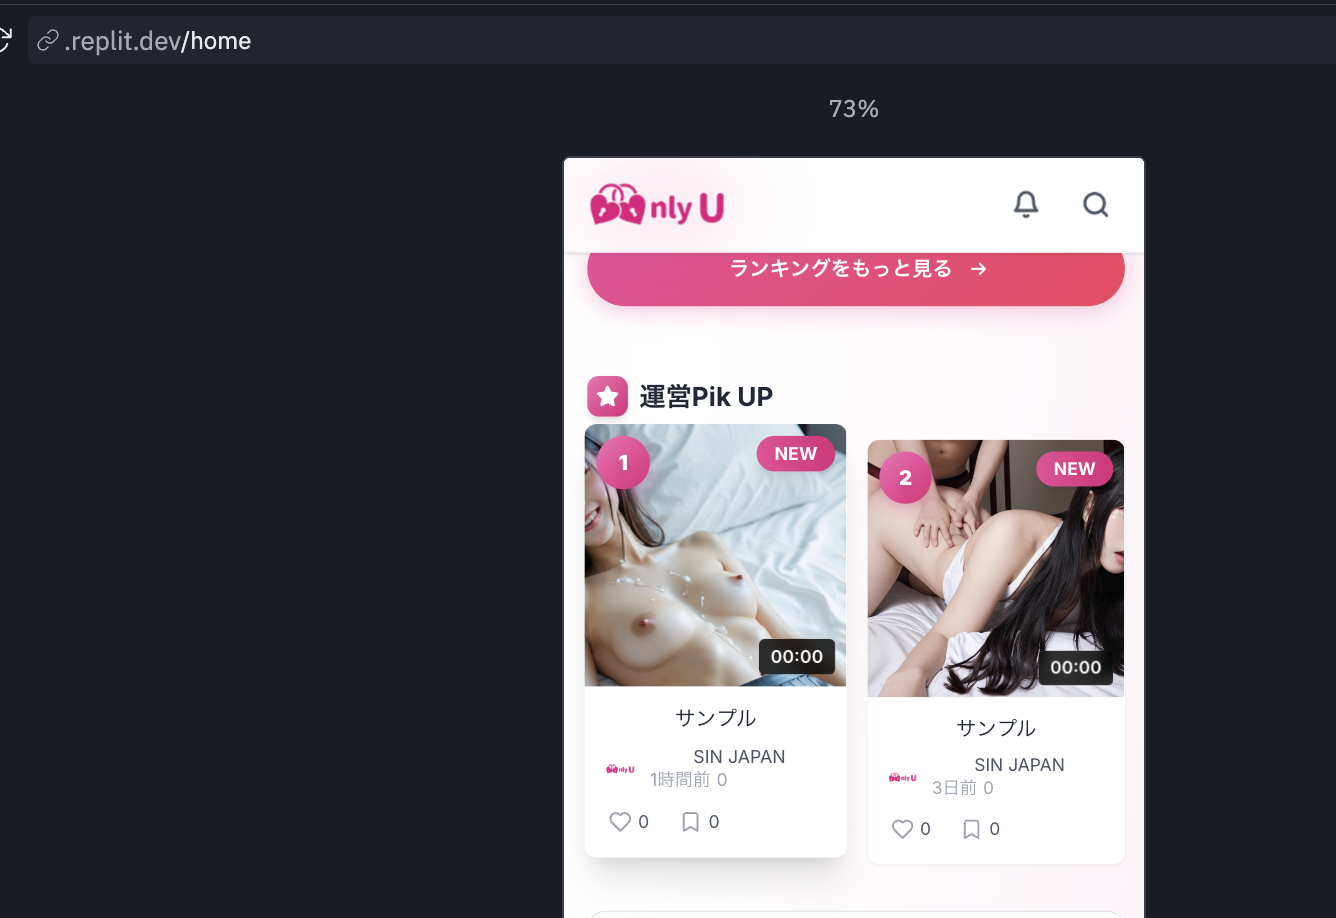 .replit.dev/home
73%
nly U
ランキングをもっと見る →
運営Pik UP
1
NEW
00:00
サンプル
nly U
SIN JAPAN
1時間前 0
0
0
2
NEW
00:00
サンプル
nly U
SIN JAPAN
3日前 0
0
0